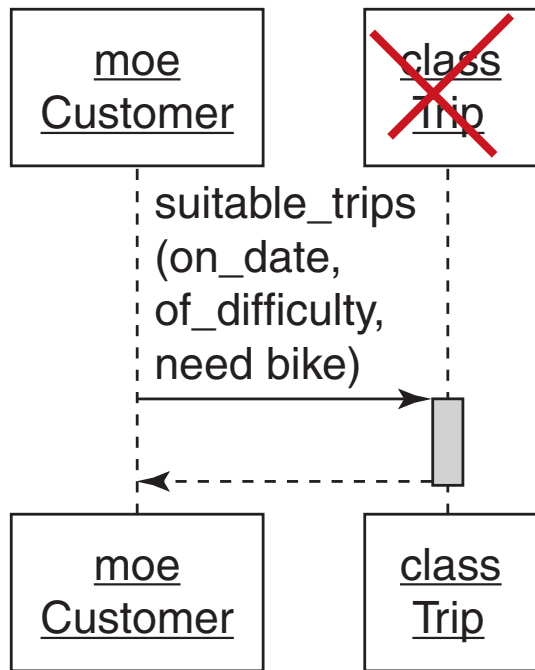 moe
Customer
class
Trip
suitable_trips
(on_date,
of_difficulty,
need bike)
moe
Customer
class
Trip